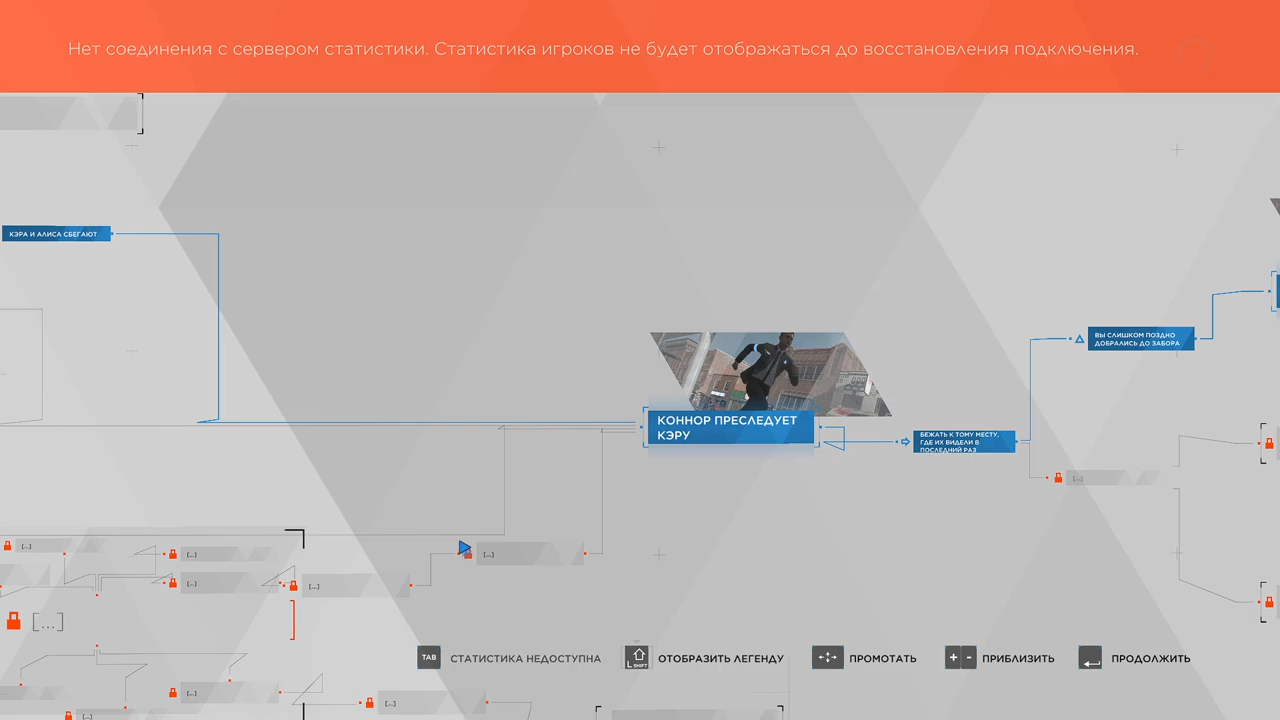 Нет соединения с сервером статистики. Статистика игроков не будет отображаться до восстановления подключения.
КЭРА И АЛИСА СБЕГАЮТ
ВЫ СЛИШКОМ ПОЗДНО
ДОБРАЛИСЬ ДО ЗАБОРА
КОННОР ПРЕСЛЕДУЕТ
КЭРУ
БЕЖАТЬ К ТОМУ МЕСТУ,
ГДЕ ИХ ВИДЕЛИ В
ПОСЛЕДНИЙ РАЗ
[...]
[...]
[...]
[...]
[...]
[...]
[...]
TAB СТАТИСТИКА НЕДОСТУПНА
L SHIFT ОТОБРАЗИТЬ ЛЕГЕНДУ
ПРОМОТАТЬ
+ - ПРИБЛИЗИТЬ
ПРОДОЛЖИТЬ
[...]
[...]
[...]